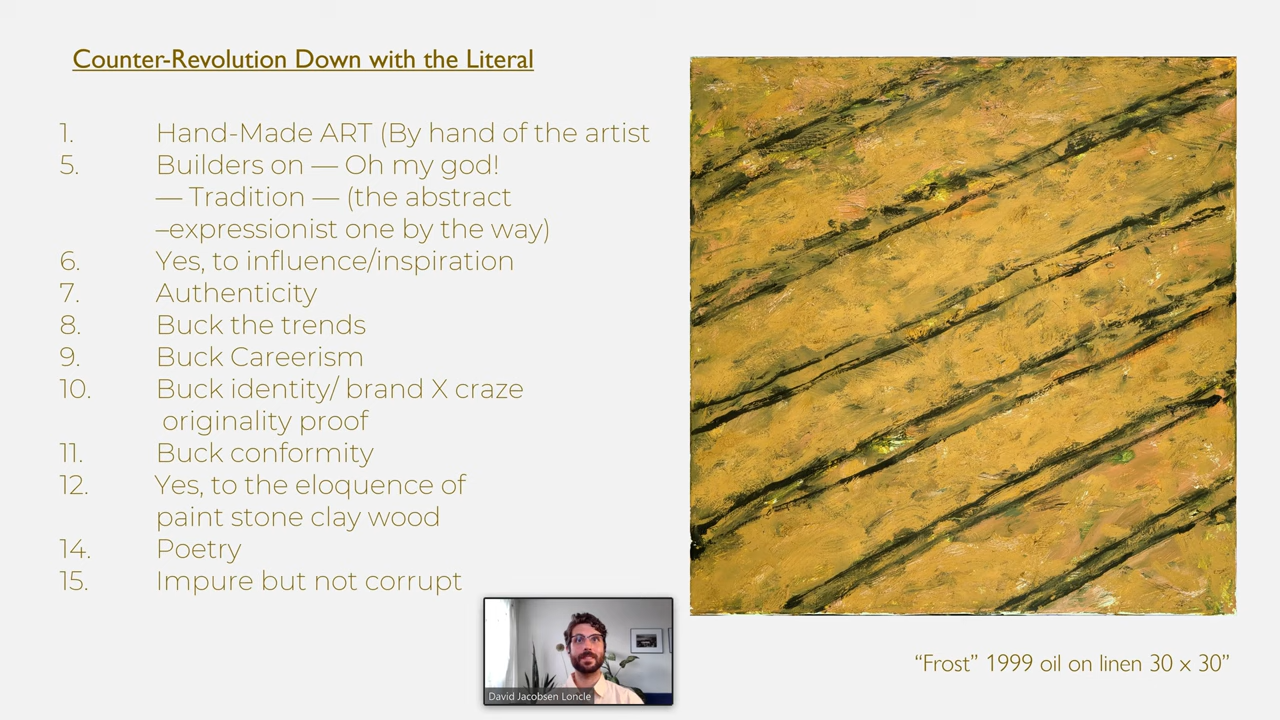 Counter-Revolution Down with the Literal
1. Hand-Made ART (By hand of the artist
5. Builders on — Oh my god!
— Tradition — (the abstract
–expressionist one by the way)
6. Yes, to influence/inspiration
7. Authenticity
8. Buck the trends
9. Buck Careerism
10. Buck identity/ brand X craze
originality proof
11. Buck conformity
12. Yes, to the eloquence of
paint stone clay wood
14. Poetry
15. Impure but not corrupt
David Jacobsen Loncle
“Frost” 1999 oil on linen 30 x 30”